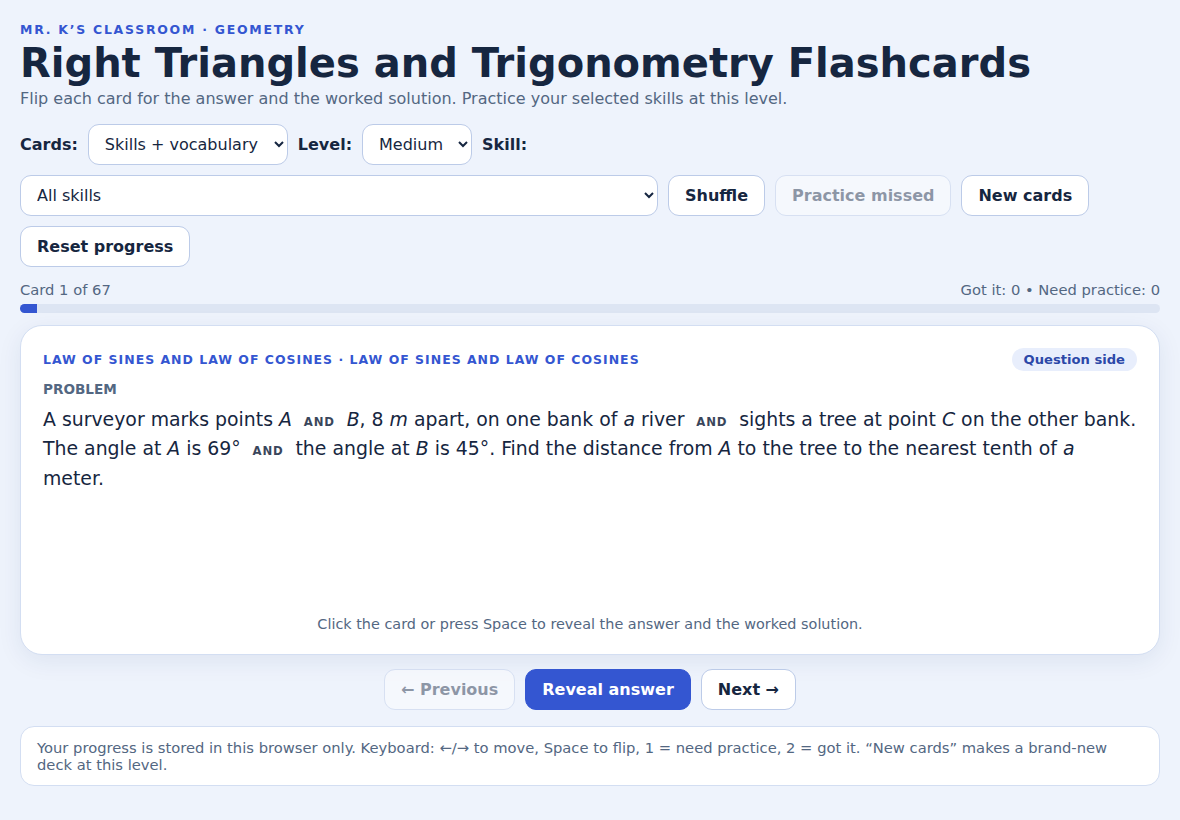 MR. K’S CLASSROOM · GEOMETRY
Right Triangles and Trigonometry Flashcards
Flip each card for the answer and the worked solution. Practice your selected skills at this level.
Cards: Skills + vocabulary Level: Medium Skill:
All skills Shuffle Practice missed New cards
Reset progress
Card 1 of 67 Got it: 0 • Need practice: 0
LAW OF SINES AND LAW OF COSINES · LAW OF SINES AND LAW OF COSINES Question side
PROBLEM
A surveyor marks points A AND B, 8 m apart, on one bank of a river AND sights a tree at point C on the other bank.
The angle at A is 69° AND the angle at B is 45°. Find the distance from A to the tree to the nearest tenth of a
meter.
Click the card or press Space to reveal the answer and the worked solution.
← Previous Reveal answer Next →
Your progress is stored in this browser only. Keyboard: ←/→ to move, Space to flip, 1 = need practice, 2 = got it. “New cards” makes a brand-new
deck at this level.